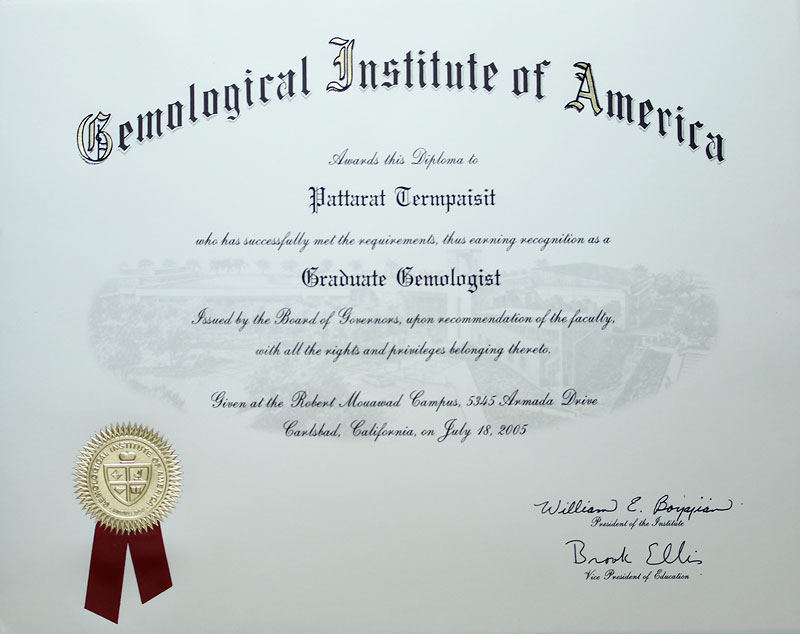 Gemological Institute of America
Awards this Diploma to
Pattarat Termpaisit
who has successfully met the requirements, thus earning recognition as a
Graduate Gemologist
Issued by the Board of Governors, upon recommendation of the faculty,
with all the rights and privileges belonging thereto.
Given at the Robert Mouawad Campus, 5345 Armada Drive
Carlsbad, California, on July 18, 2005
GEMOLOGICAL INSTITUTE OF AMERICA
William E. Boyajian
President of the Institute
Brook Ellis
Vice President of Education